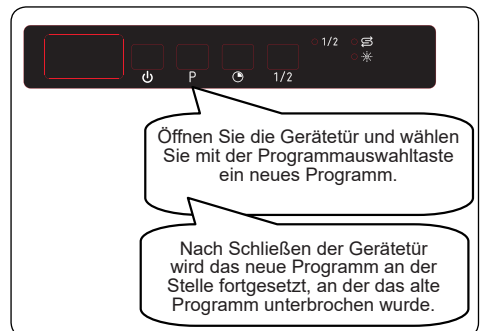 1/2
P
1/2
Öffnen Sie die Gerätetür und wählen
Sie mit der Programmauswahltaste
ein neues Programm.
Nach Schließen der Gerätetür
wird das neue Programm an der
Stelle fortgesetzt, an der das alte
Programm unterbrochen wurde.